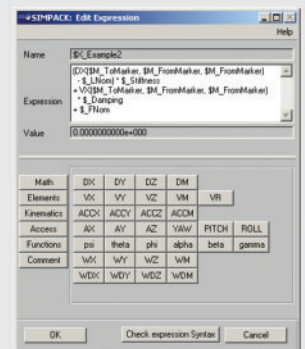 SIMPACK: Edit Expression
Help
Name $X_Example2
(DX($M_ToMarker, $M_FromMarker, $M_FromMarker)
- $_LNom) * $_Stiffness
+ VX($M_ToMarker, $M_FromMarker, $M_FromMarker)
* $_Damping
+ $_FNom
Expression
Value 0.0000000000e+000
Math DX DY DZ DM
Elements VX VY VZ VM VR
Kinematics ACCX ACCY ACCZ ACCM
Access AX AY AZ YAW PITCH ROLL
Functions psi theta phi alpha beta gamma
Comment WX WY WZ WM
WDX WDY WDZ WDM
OK Check expression Syntax Cancel